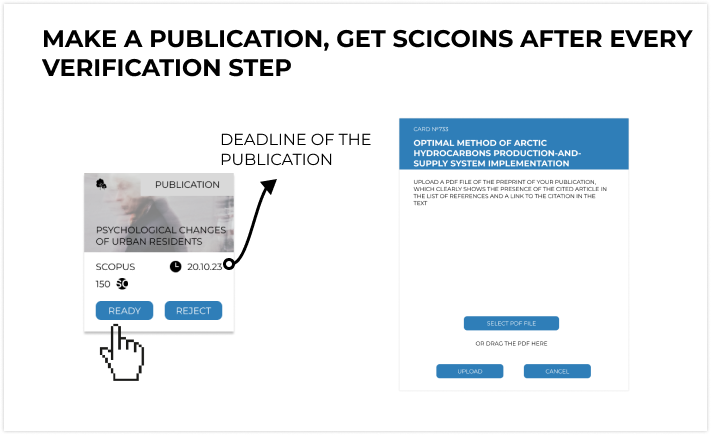 MAKE A PUBLICATION, GET SCICOINS AFTER EVERY
VERIFICATION STEP
DEADLINE OF THE
PUBLICATION
PUBLICATION
PSYCHOLOGICAL CHANGES
OF URBAN RESIDENTS
SCOPUS
20.10.23
150 SC
READY
REJECT
CARD №733
OPTIMAL METHOD OF ARCTIC
HYDROCARBONS PRODUCTION-AND-
SUPPLY SYSTEM IMPLEMENTATION
UPLOAD A PDF FILE OF THE PREPRINT OF YOUR PUBLICATION,
WHICH CLEARLY SHOWS THE PRESENCE OF THE CITED ARTICLE IN
THE LIST OF REFERENCES AND A LINK TO THE CITATION IN THE
TEXT
SELECT PDF FILE
OR DRAG THE PDF HERE
UPLOAD
CANCEL